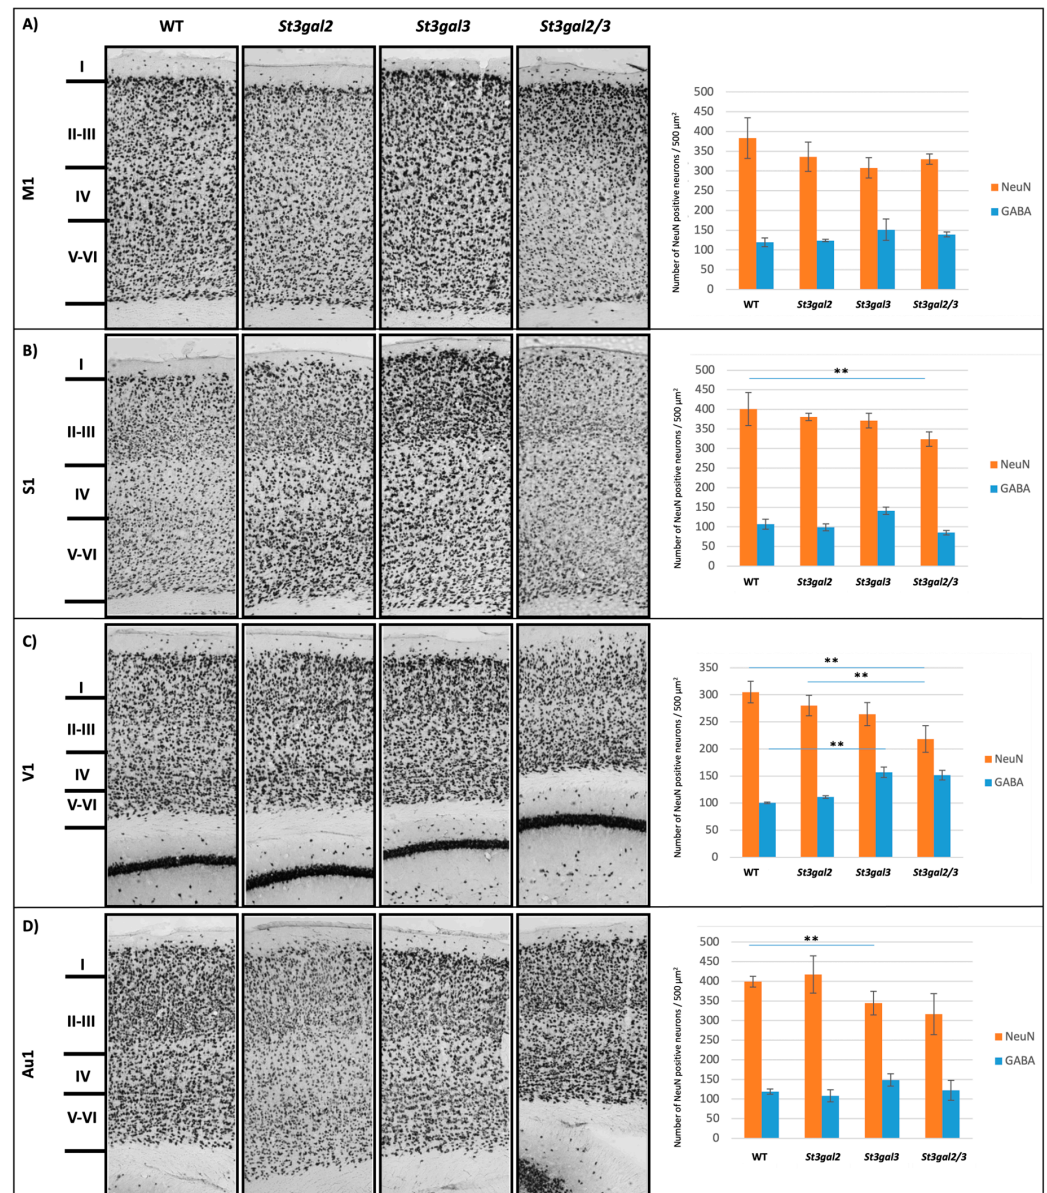 A)
WT
St3gal2
St3gal3
St3gal2/3
M1
I
II-III
IV
V-VI
Number of NeuN positive neurons / 500 µm²
500
450
400
350
300
250
200
150
100
50
0
WT
St3gal2
St3gal3
St3gal2/3
NeuN
GABA
B)
S1
I
II-III
IV
V-VI
Number of NeuN positive neurons / 500 µm²
500
450
400
350
300
250
200
150
100
50
0
**
WT
St3gal2
St3gal3
St3gal2/3
NeuN
GABA
C)
V1
I
II-III
IV
V-VI
Number of NeuN positive neurons / 500 µm²
350
300
250
200
150
100
50
0
**
**
**
WT
St3gal2
St3gal3
St3gal2/3
NeuN
GABA
D)
Au1
I
II-III
IV
V-VI
Number of NeuN positive neurons / 500 µm²
500
450
400
350
300
250
200
150
100
50
0
**
WT
St3gal2
St3gal3
St3gal2/3
NeuN
GABA